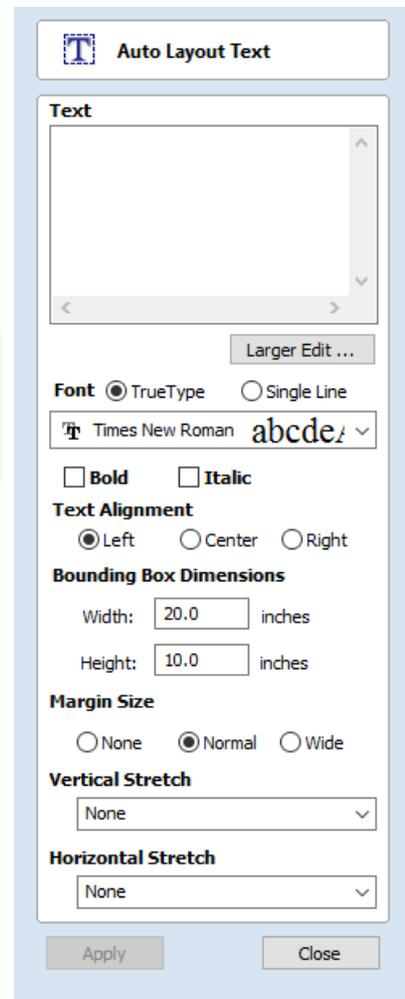 Auto Layout Text
Text
Larger Edit ...
Font TrueType Single Line
Times New Roman abcdeA
Bold Italic
Text Alignment
Left Center Right
Bounding Box Dimensions
Width: 20.0 inches
Height: 10.0 inches
Margin Size
None Normal Wide
Vertical Stretch
None
Horizontal Stretch
None
Apply Close